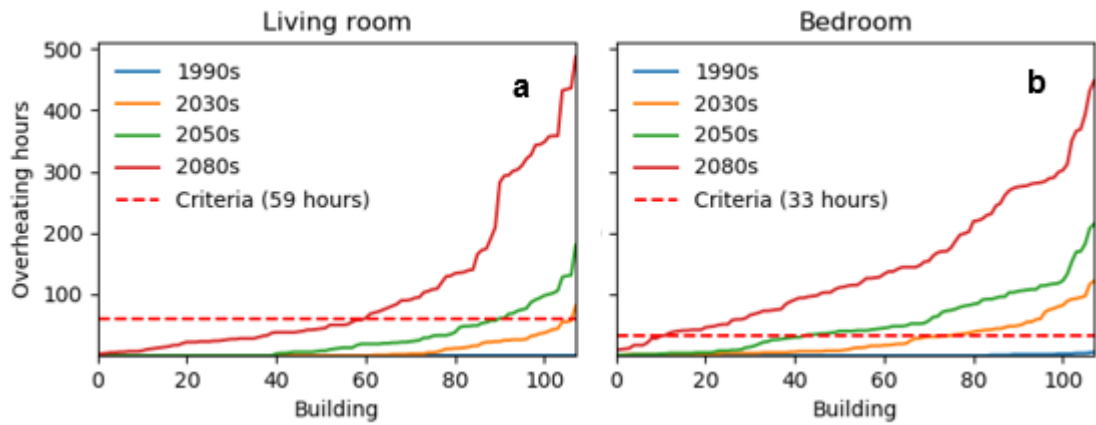 Living room
Bedroom
Overheating hours
500
400
300
200
100
1990s
2030s
2050s
2080s
Criteria (59 hours)
a
0
20
40
60
80
100
Building
1990s
2030s
2050s
2080s
Criteria (33 hours)
b
0
20
40
60
80
100
Building